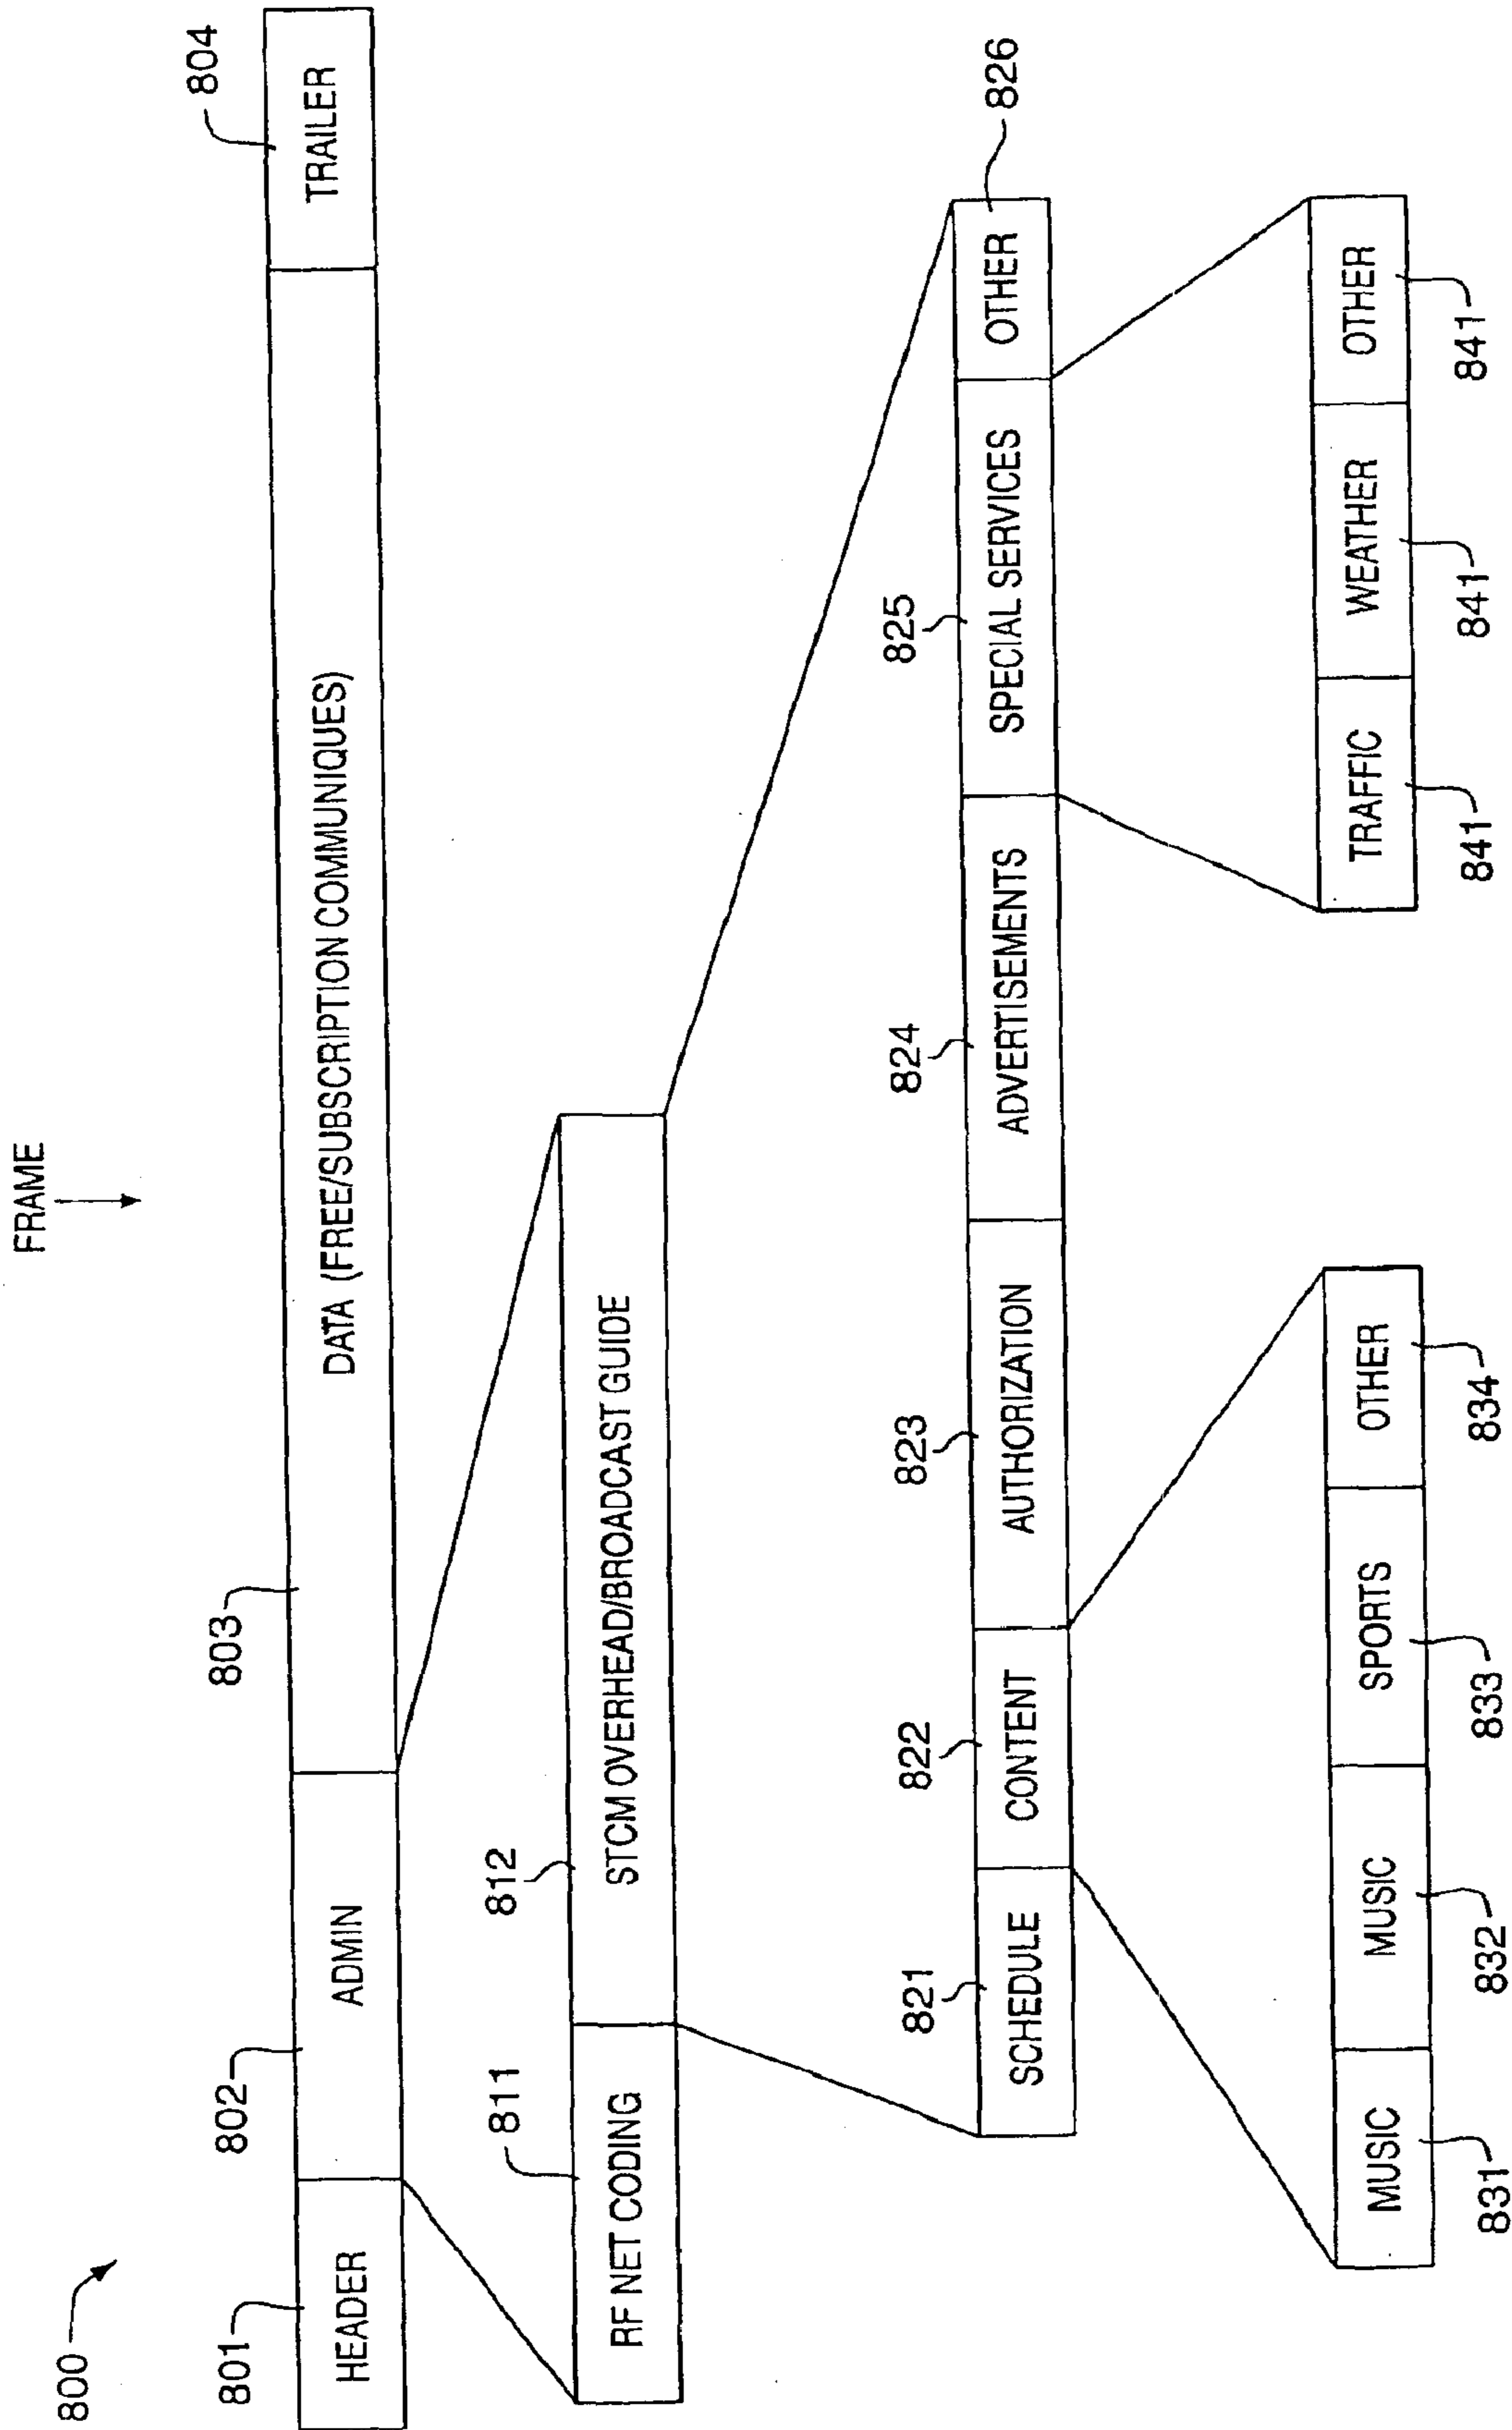 FRAME
800
801
802
803
804
HEADER
ADMIN
DATA (FREE/SUBSCRIPTION COMMUNIQUES)
TRAILER
811
812
RF NET CODING
STCM OVERHEAD/BROADCAST GUIDE
821
822
823
824
825
826
SCHEDULE
CONTENT
AUTHORIZATION
ADVERTISEMENTS
SPECIAL SERVICES
OTHER
MUSIC
MUSIC
SPORTS
OTHER
831
832
833
834
TRAFFIC
WEATHER
OTHER
841
841
841